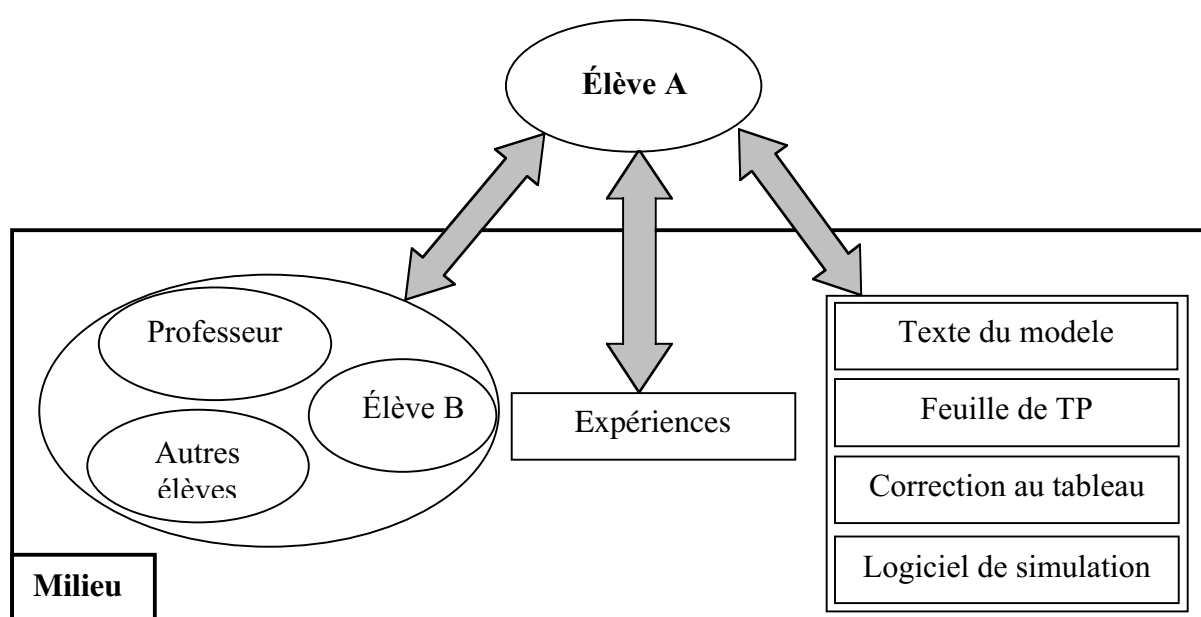 Élève A
Professeur
Élève B
Autres
élèves
Expériences
Texte du modele
Feuille de TP
Correction au tableau
Logiciel de simulation
Milieu